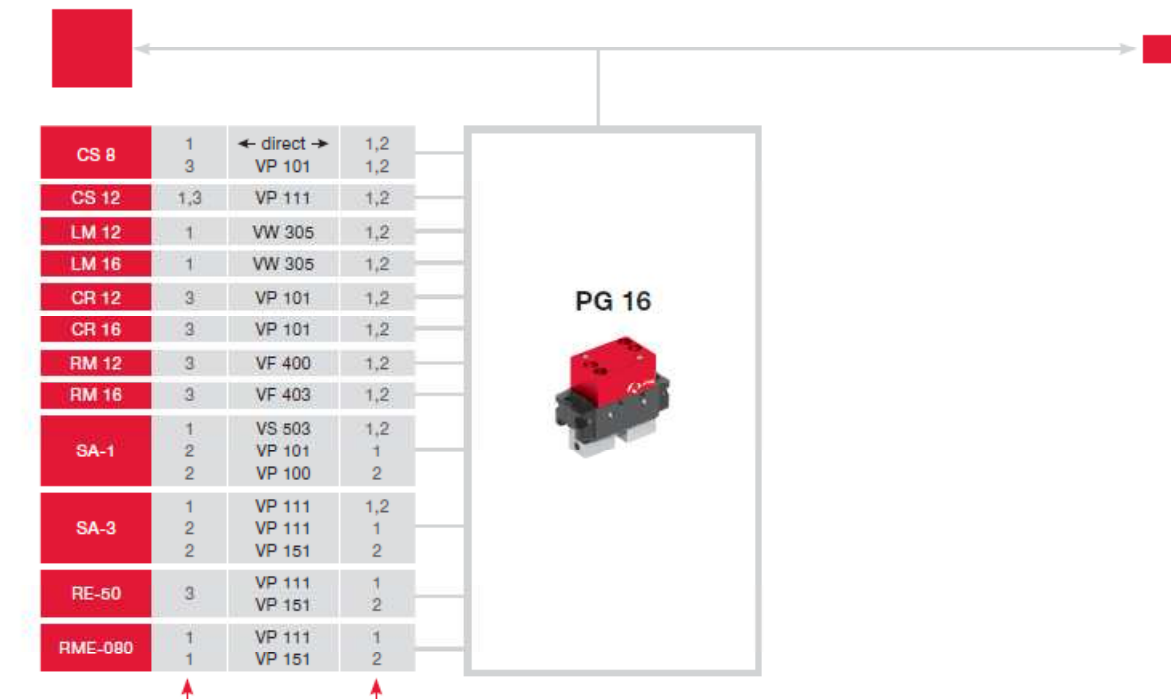 CS 8 1 ← direct → 1,2
3 VP 101 1,2
CS 12 1,3 VP 111 1,2
LM 12 1 VW 305 1,2
LM 16 1 VW 305 1,2
CR 12 3 VP 101 1,2
CR 16 3 VP 101 1,2
RM 12 3 VF 400 1,2
RM 16 3 VF 403 1,2
SA-1 1 VS 503 1,2
2 VP 101 1
2 VP 100 2
SA-3 1 VP 111 1,2
2 VP 111 1
2 VP 151 2
RE-50 3 VP 111 1
VP 151 2
RME-080 1 VP 111 1
1 VP 151 2
PG 16